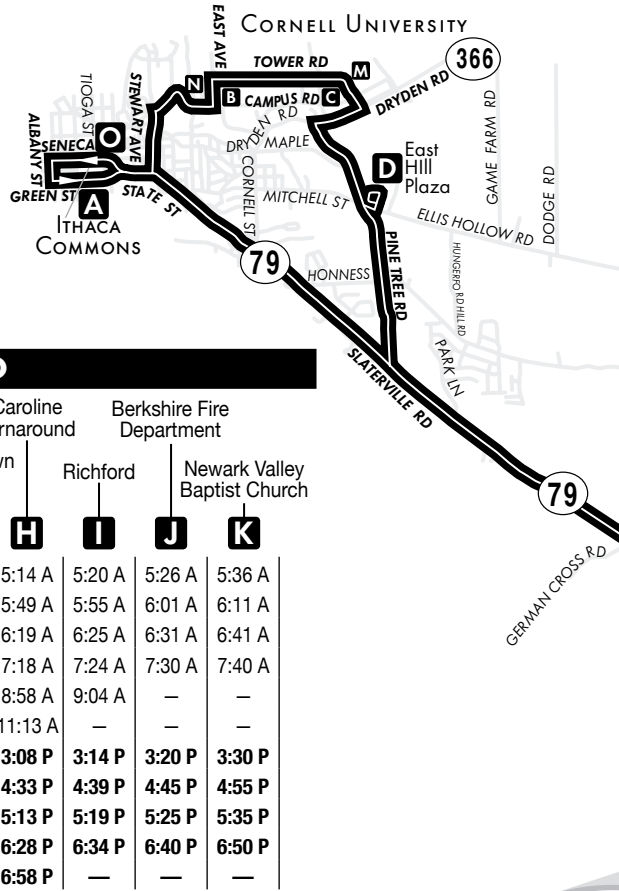 CORNELL UNIVERSITY
EAST AVE
TOWER RD
366
N
M
B
CAMPUS RD
C
DRYDEN RD
TIOGA ST
STEWART AVE
DRYDEN RD
MAPLE
GAME FARM RD
ALBANY ST
SENECA
O
D
East
Hill
Plaza
DODGE RD
GREEN ST
A
STATE ST
CORNELL ST
MITCHELL ST
ELLIS HOLLOW RD
ITHACA
COMMONS
79
HONNESS
PINE TREE RD
HUNGERFORD HILL RD
PARK LN
SLATERVILLE RD
79
GERMAN CROSS RD
Caroline
Berkshire Fire
Department
Richford
Newark Valley
Baptist Church
H I J K
5:14 A 5:20 A 5:26 A 5:36 A
5:49 A 5:55 A 6:01 A 6:11 A
6:19 A 6:25 A 6:31 A 6:41 A
7:18 A 7:24 A 7:30 A 7:40 A
8:58 A 9:04 A – –
11:13 A – – –
3:08 P 3:14 P 3:20 P 3:30 P
4:33 P 4:39 P 4:45 P 4:55 P
5:13 P 5:19 P 5:25 P 5:35 P
6:28 P 6:34 P 6:40 P 6:50 P
6:58 P — — —